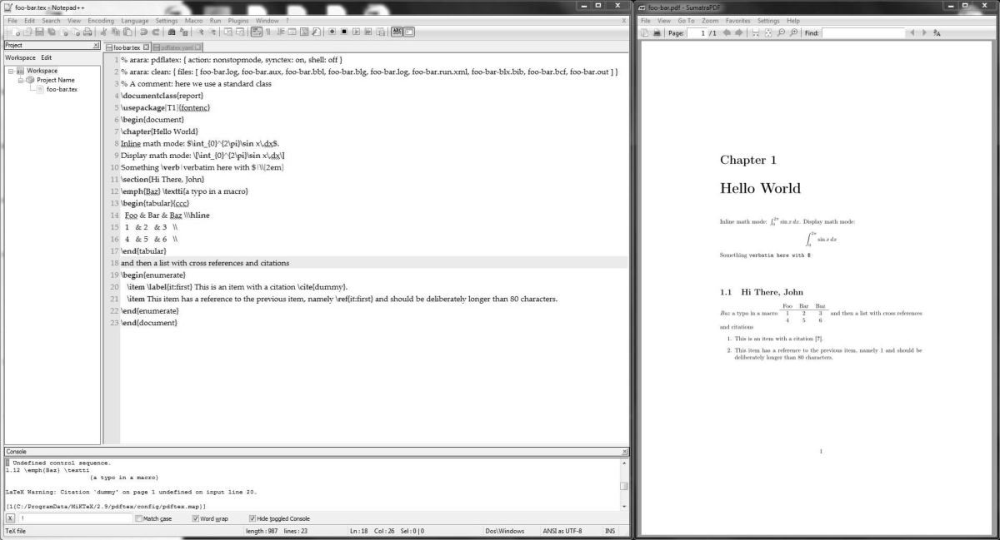 foo-bar.tex - Notepad++
File Edit Search View Encoding Language Settings Macro Run Plugins Window ? X
Project
Workspace Edit
Workspace
Project Name
foo-bar.tex
foo-bar.tex pdflatex.yaml
1 % arara: pdflatex: { action: nonstopmode, synctex: on, shell: off }
2 % arara: clean: { files: [ foo-bar.log, foo-bar.aux, foo-bar.bbl, foo-bar.blg, foo-bar.log, foo-bar.run.xml, foo-bar-blx.bib, foo-bar.bcf, foo-bar.out ] }
3 % A comment: here we use a standard class
4 \documentclass{report}
5 \usepackage[T1]{fontenc}
6 \begin{document}
7 \chapter{Hello World}
8 Inline math mode: $\int_{0}^{2\pi}\sin x\,dx$.
9 Display math mode: \[\int_{0}^{2\pi}\sin x\,dx\]
10 Something \verb|verbatim here with $|\\[2em]
11 \section{Hi There, John}
12 \emph{Baz} \textti{a typo in a macro}
13 \begin{tabular}{ccc}
14 Foo & Bar & Baz \\\hline
15 1 & 2 & 3 \\
16 4 & 5 & 6 \\
17 \end{tabular}
18 and then a list with cross references and citations
19 \begin{enumerate}
20 \item \label{it:first} This is an item with a citation \cite{dummy}.
21 \item This item has a reference to the previous item, namely \ref{it:first} and should be deliberately longer than 80 characters.
22 \end{enumerate}
23 \end{document}
Console
! Undefined control sequence.
l.12 \emph{Baz} \textti
{a typo in a macro}
LaTeX Warning: Citation `dummy' on page 1 undefined on input line 20.
[1{C:/ProgramData/MiKTeX/2.9/pdftex/config/pdftex.map}]
X ! Match case Word wrap Hide toggled Console
TeX file length : 987 lines : 23 Ln : 18 Col : 26 Sel : 0 | 0 Dos\Windows ANSI as UTF-8 INS
foo-bar.pdf - SumatraPDF
File View Go To Zoom Favorites Settings Help
Page: 1 / 1 Find:
Chapter 1
Hello World
Inline math mode: ∫₀^2π sin x dx. Display math mode:
∫₀^2π sin x dx
Something verbatim here with $
1.1 Hi There, John
Foo Bar Baz
Baz a typo in a macro 1 2 3 and then a list with cross references
4 5 6
and citations
1. This is an item with a citation [?].
2. This item has a reference to the previous item, namely 1 and should be
deliberately longer than 80 characters.
1